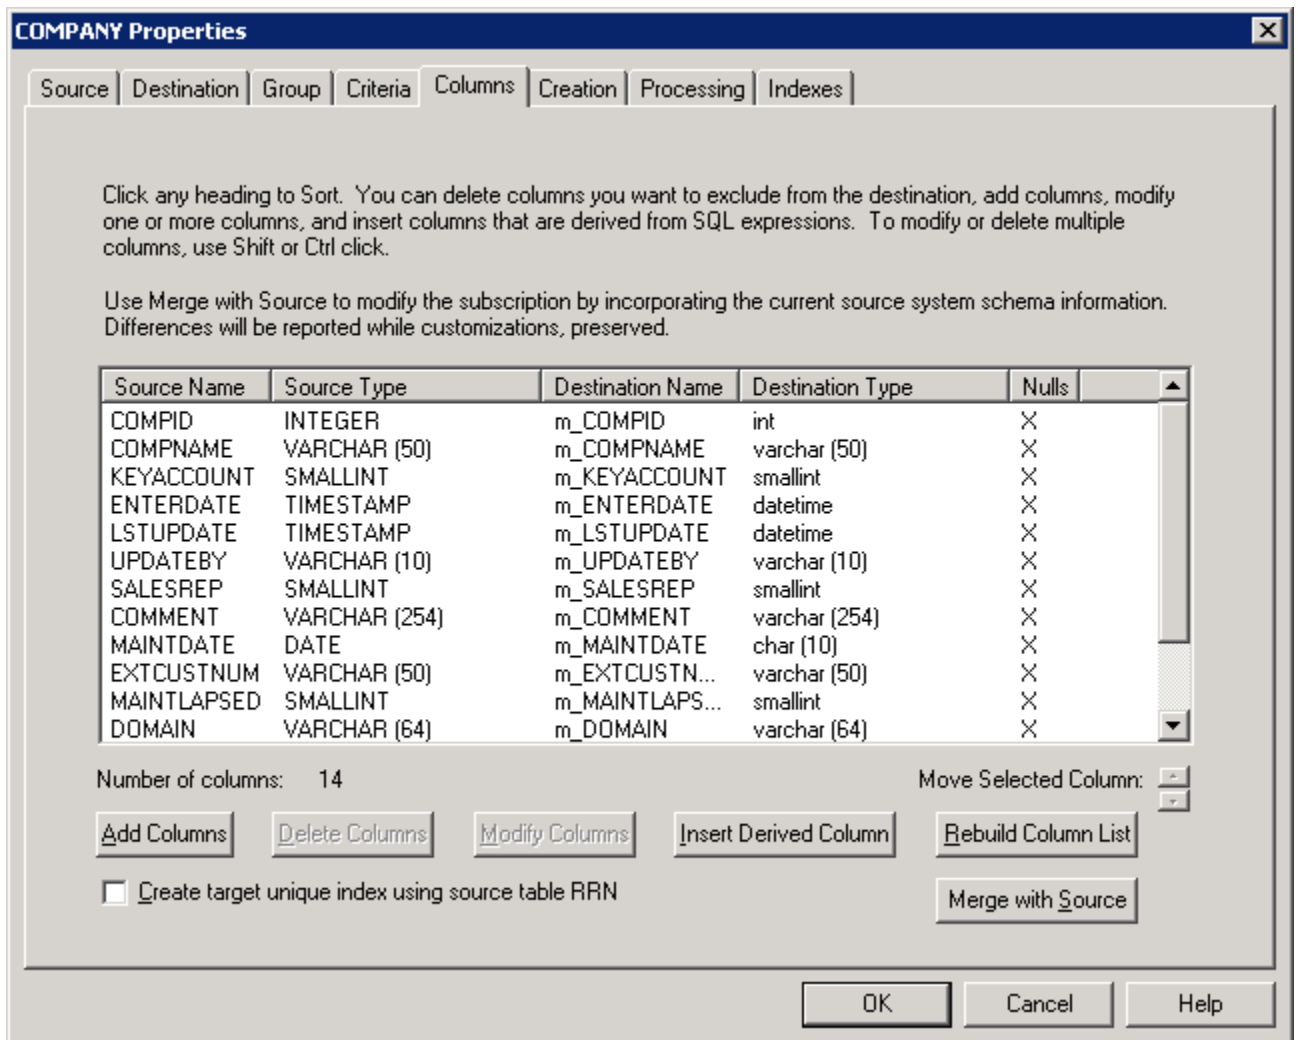 COMPANY Properties
Source Destination Group Criteria Columns Creation Processing Indexes
Click any heading to Sort. You can delete columns you want to exclude from the destination, add columns, modify
one or more columns, and insert columns that are derived from SQL expressions. To modify or delete multiple
columns, use Shift or Ctrl click.
Use Merge with Source to modify the subscription by incorporating the current source system schema information.
Differences will be reported while customizations, preserved.
Source Name Source Type Destination Name Destination Type Nulls
COMPID INTEGER m_COMPID int X
COMPNAME VARCHAR (50) m_COMPNAME varchar (50) X
KEYACCOUNT SMALLINT m_KEYACCOUNT smallint X
ENTERDATE TIMESTAMP m_ENTERDATE datetime X
LSTUPDATE TIMESTAMP m_LSTUPDATE datetime X
UPDATEBY VARCHAR (10) m_UPDATEBY varchar (10) X
SALESREP SMALLINT m_SALESREP smallint X
COMMENT VARCHAR (254) m_COMMENT varchar (254) X
MAINTDATE DATE m_MAINTDATE char (10) X
EXTCUSTNUM VARCHAR (50) m_EXTCUSTN... varchar (50) X
MAINTLAPSED SMALLINT m_MAINTLAPS... smallint X
DOMAIN VARCHAR (64) m_DOMAIN varchar (64) X
Number of columns: 14 Move Selected Column:
Add Columns Delete Columns Modify Columns Insert Derived Column Rebuild Column List
Create target unique index using source table RRN Merge with Source
OK Cancel Help